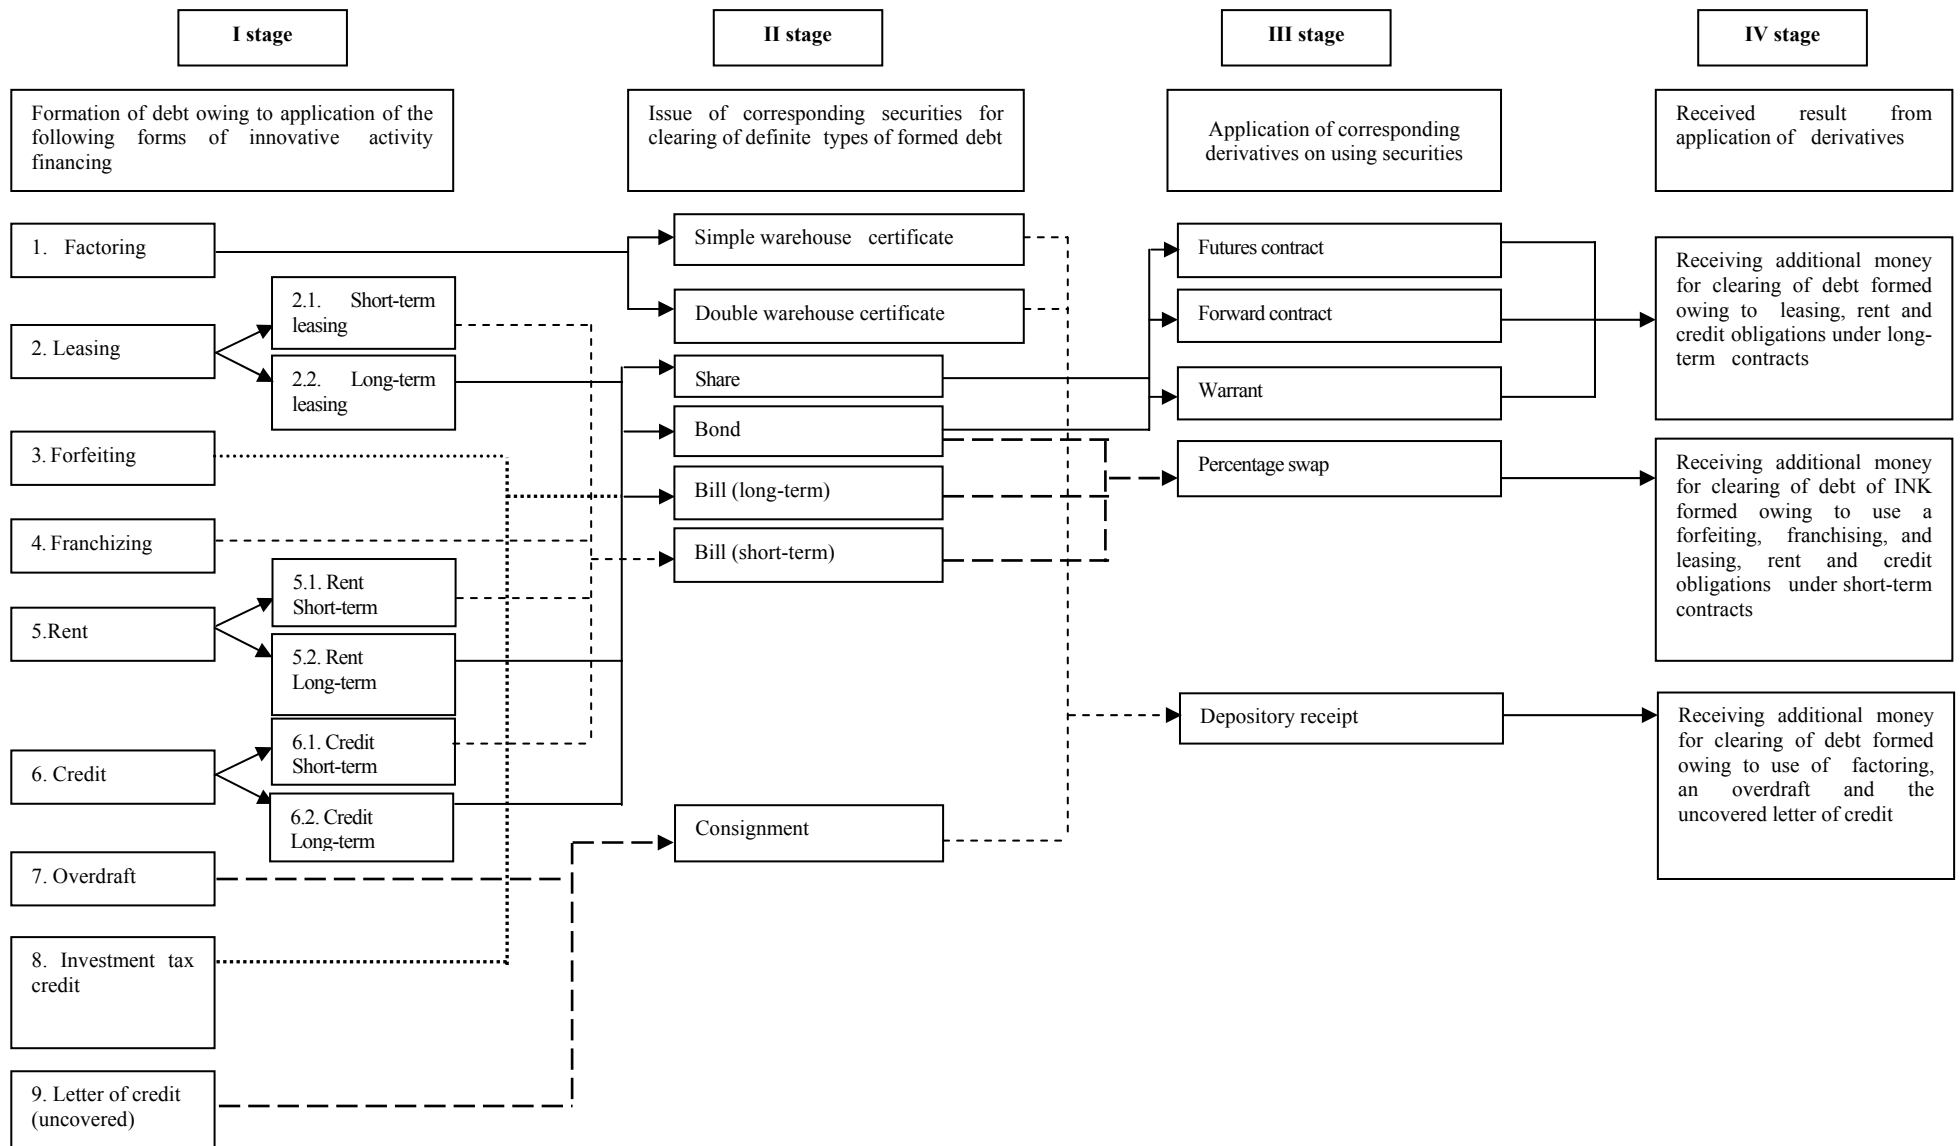 I stage
II stage
III stage
IV stage
Formation of debt owing to application of the
following forms of innovative activity
financing
Issue of corresponding securities for
clearing of definite types of formed debt
Application of corresponding
derivatives on using securities
Received result from
application of derivatives
1. Factoring
2. Leasing
2.1. Short-term
leasing
2.2. Long-term
leasing
3. Forfeiting
4. Franchizing
5.Rent
5.1. Rent
Short-term
5.2. Rent
Long-term
6. Credit
6.1. Credit
Short-term
6.2. Credit
Long-term
7. Overdraft
8. Investment tax
credit
9. Letter of credit
(uncovered)
Simple warehouse certificate
Double warehouse certificate
Share
Bond
Bill (long-term)
Bill (short-term)
Consignment
Futures contract
Forward contract
Warrant
Percentage swap
Depository receipt
Receiving additional money
for clearing of debt formed
owing to leasing, rent and
credit obligations under long-
term contracts
Receiving additional money
for clearing of debt of INK
formed owing to use a
forfeiting, franchising, and
leasing, rent and credit
obligations under short-term
contracts
Receiving additional money
for clearing of debt formed
owing to use of factoring,
an overdraft and the
uncovered letter of credit